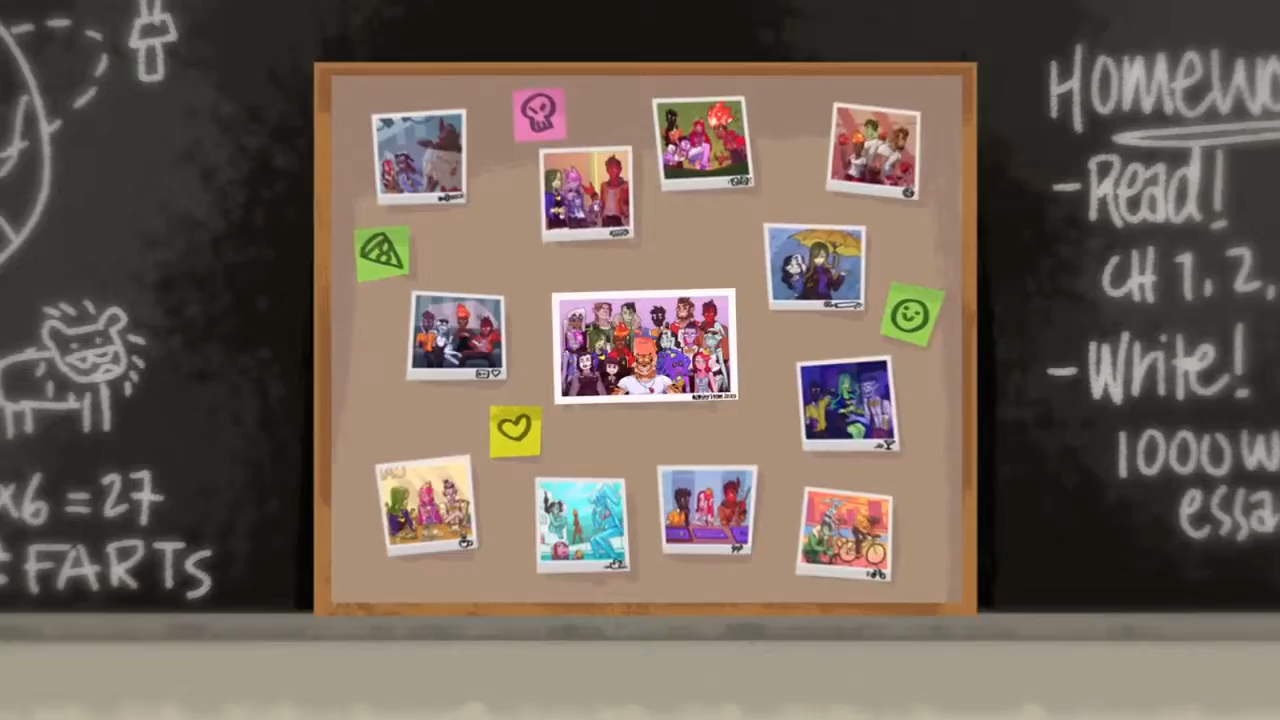 Homewo
-Read!
CH 1, 2,
-Write!
1000 W
essa
x6 = 27
FARTS